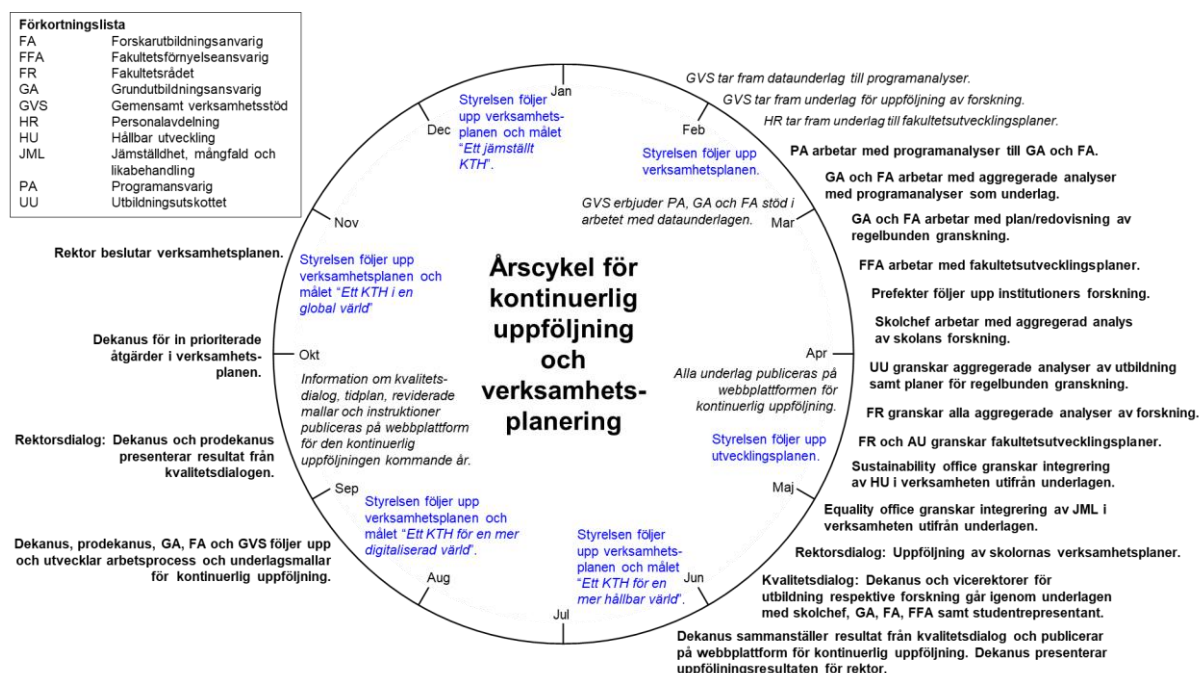 Förkortningslista
FA Forskarutbildningsanvarig
FFA Fakultetsförnyelseansvarig
FR Fakultetsrådet
GA Grundutbildningsansvarig
GVS Gemensamt verksamhetsstöd
HR Personalavdelning
HU Hållbar utveckling
JML Jämställdhet, mångfald och
likabehandling
PA Programansvarig
UU Utbildningsutskottet
Jan
Feb
Mar
Apr
Maj
Jun
Jul
Aug
Sep
Okt
Nov
Dec
Årscykel för
kontinuerlig
uppföljning
och
verksamhets-
planering
Styrelsen följer
upp verksamhets-
planen och målet
"Ett jämställt
KTH".
Styrelsen följer upp
verksamhetsplanen.
GVS erbjuder PA, GA och FA stöd i
arbetet med dataunderlagen.
Alla underlag publiceras på
webbplattformen för
kontinuerlig uppföljning.
Styrelsen följer upp
utvecklingsplanen.
Styrelsen följer
upp verksamhets-
planen och målet
"Ett KTH för en
mer hållbar värld".
Styrelsen följer upp
verksamhetsplanen och
målet "Ett KTH för en mer
digitaliserad värld".
Information om kvalitets-
dialog, tidplan, reviderade
mallar och instruktioner
publiceras på webbplattform
för den kontinuerlig
uppföljningen kommande år.
Styrelsen följer upp
verksamhetsplanen och
målet "Ett KTH i en
global värld"
GVS tar fram dataunderlag till programanalyser.
GVS tar fram underlag för uppföljning av forskning.
HR tar fram underlag till fakultetsutvecklingsplaner.
PA arbetar med programanalyser till GA och FA.
GA och FA arbetar med aggregerade analyser
med programanalyser som underlag.
GA och FA arbetar med plan/redovisning av
regelbunden granskning.
FFA arbetar med fakultetsutvecklingsplaner.
Prefekter följer upp institutioners forskning.
Skolchef arbetar med aggregerad analys
av skolans forskning.
UU granskar aggregerade analyser av utbildning
samt planer för regelbunden granskning.
FR granskar alla aggregerade analyser av forskning.
FR och AU granskar fakultetsutvecklingsplaner.
Sustainability office granskar integrering
av HU i verksamheten utifrån underlagen.
Equality office granskar integrering av JML i
verksamheten utifrån underlagen.
Rektorsdialog: Uppföljning av skolornas verksamhetsplaner.
Kvalitetsdialog: Dekanus och vicerektorer för
utbildning respektive forskning går igenom underlagen
med skolchef, GA, FA, FFA samt studentrepresentant.
Dekanus sammanställer resultat från kvalitetsdialog och publicerar
på webbplattform för kontinuerlig uppföljning. Dekanus presenterar
uppföljningsresultaten för rektor.
Dekanus, prodekanus, GA, FA och GVS följer upp
och utvecklar arbetsprocess och underlagsmallar
för kontinuerlig uppföljning.
Rektorsdialog: Dekanus och prodekanus
presenterar resultat från
kvalitetsdialogen.
Dekanus för in prioriterade
åtgärder i verksamhets-
planen.
Rektor beslutar verksamhetsplanen.